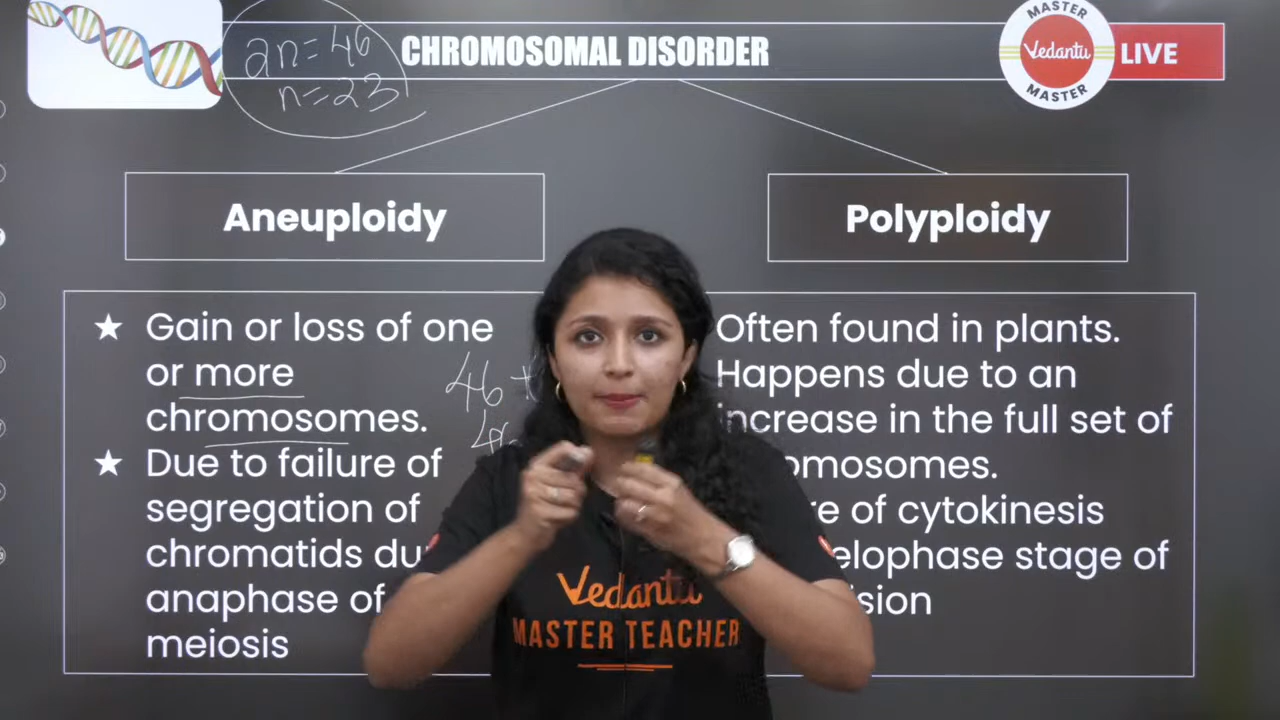 2n=46
n=23
CHROMOSOMAL DISORDER
MASTER
Vedantu
MASTER
LIVE
Aneuploidy
Polyploidy
★ Gain or loss of one
or more
chromosomes.
★ Due to failure of
segregation of
chromatids
anaphase of
meiosis
46 +
Often found in plants.
Happens due to an
increase in the full set of
of cytokinesis
stage of
Vedantu
MASTER TEACHER